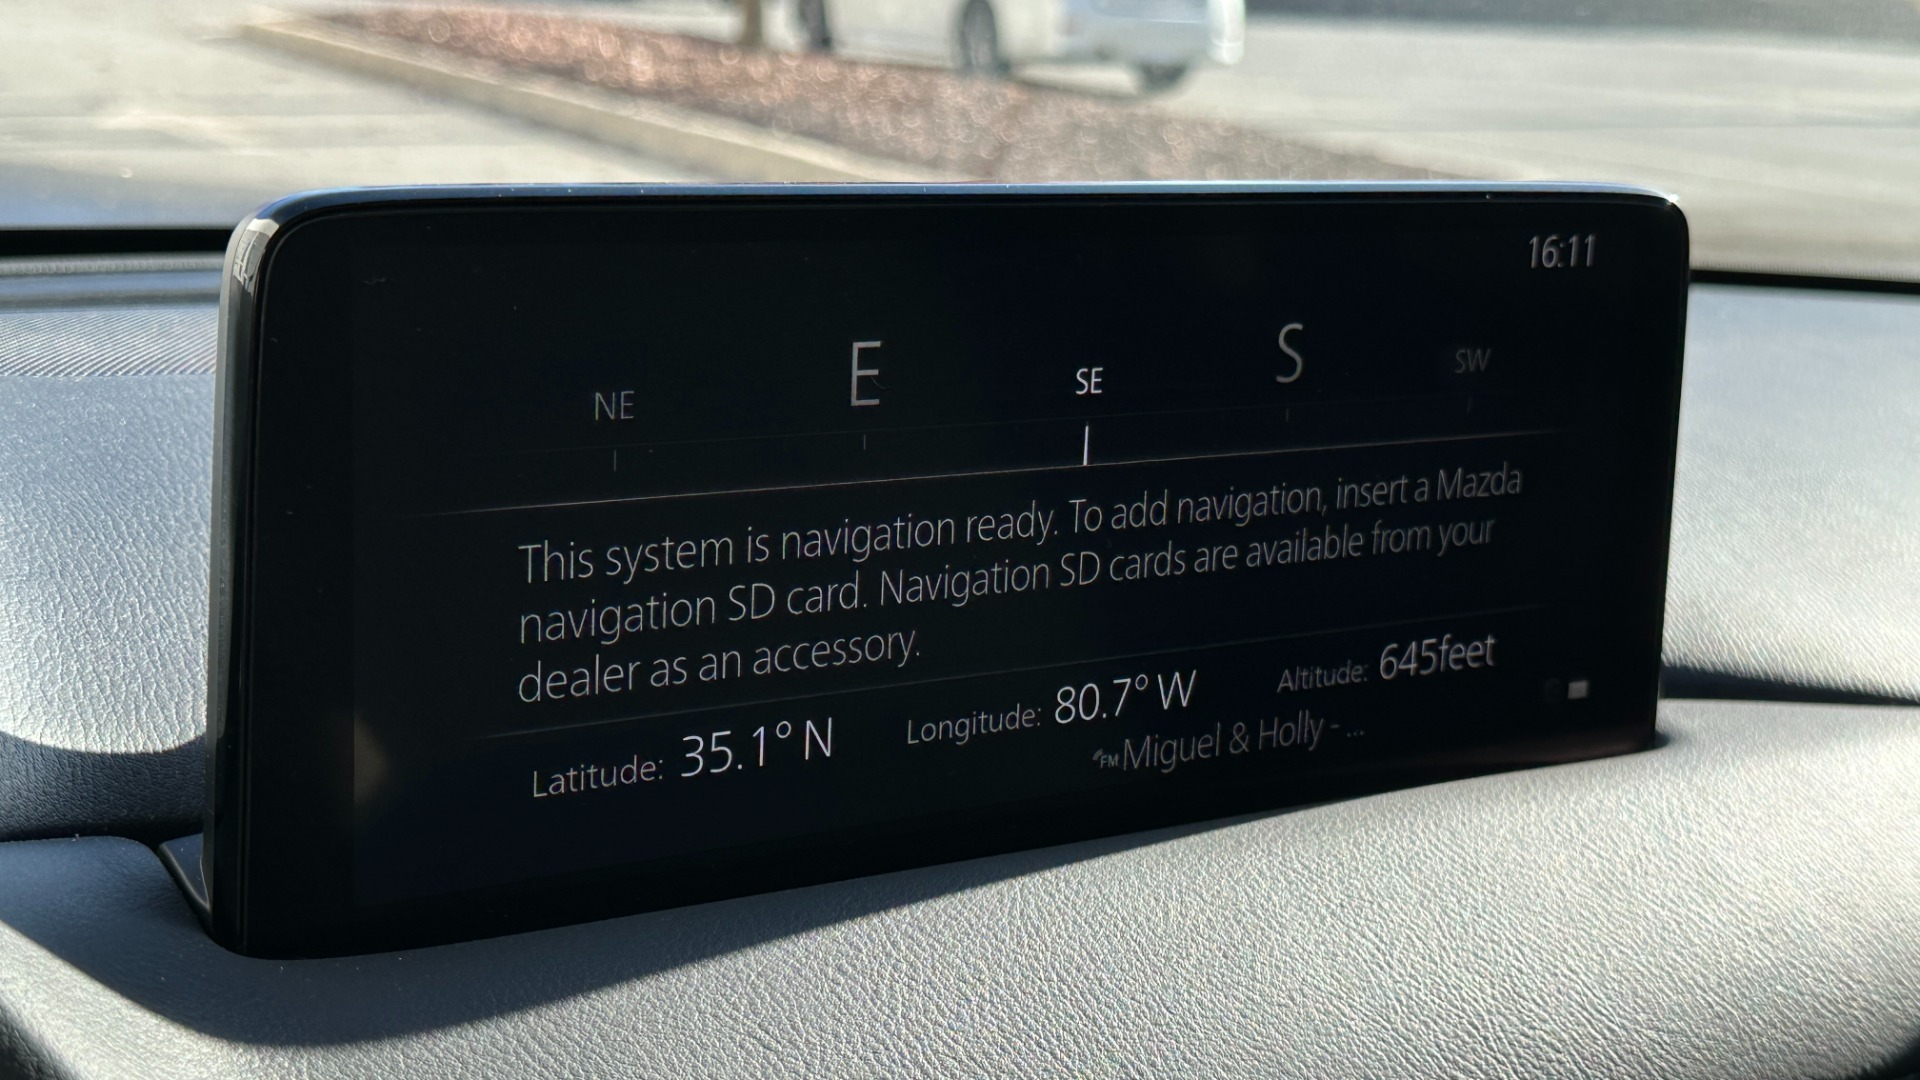 16:11
NE E SE S SW
This system is navigation ready. To add navigation, insert a Mazda
navigation SD card. Navigation SD cards are available from your
dealer as an accessory.
Latitude: 35.1° N Longitude: 80.7° W Altitude: 645feet
FM Miguel & Holly - ...